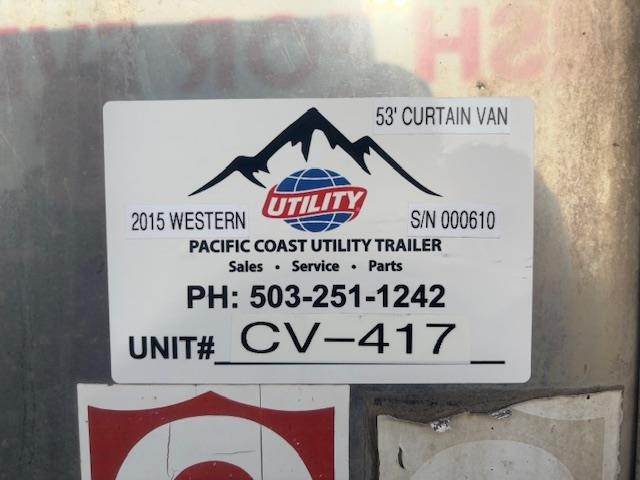 53' CURTAIN VAN
UTILITY
2015 WESTERN
S/N 000610
PACIFIC COAST UTILITY TRAILER
Sales • Service • Parts
PH: 503-251-1242
UNIT# CV-417